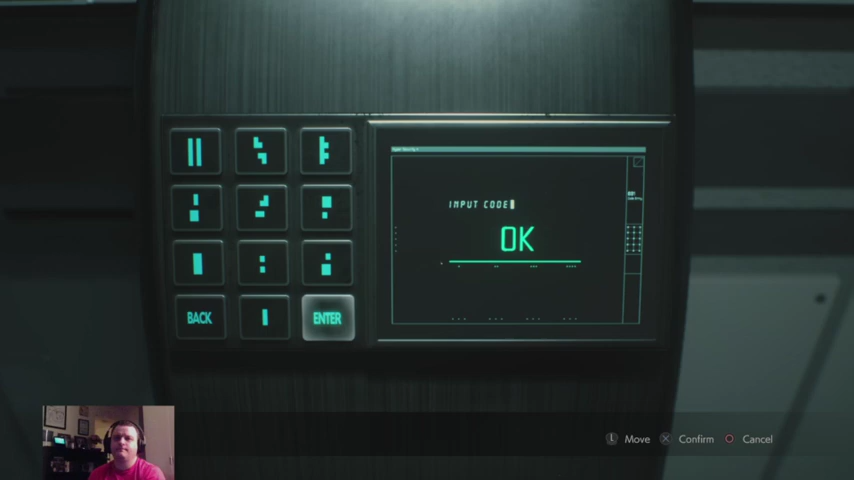 INPUT CODE
OK
BACK
ENTER
L Move
Confirm
Cancel